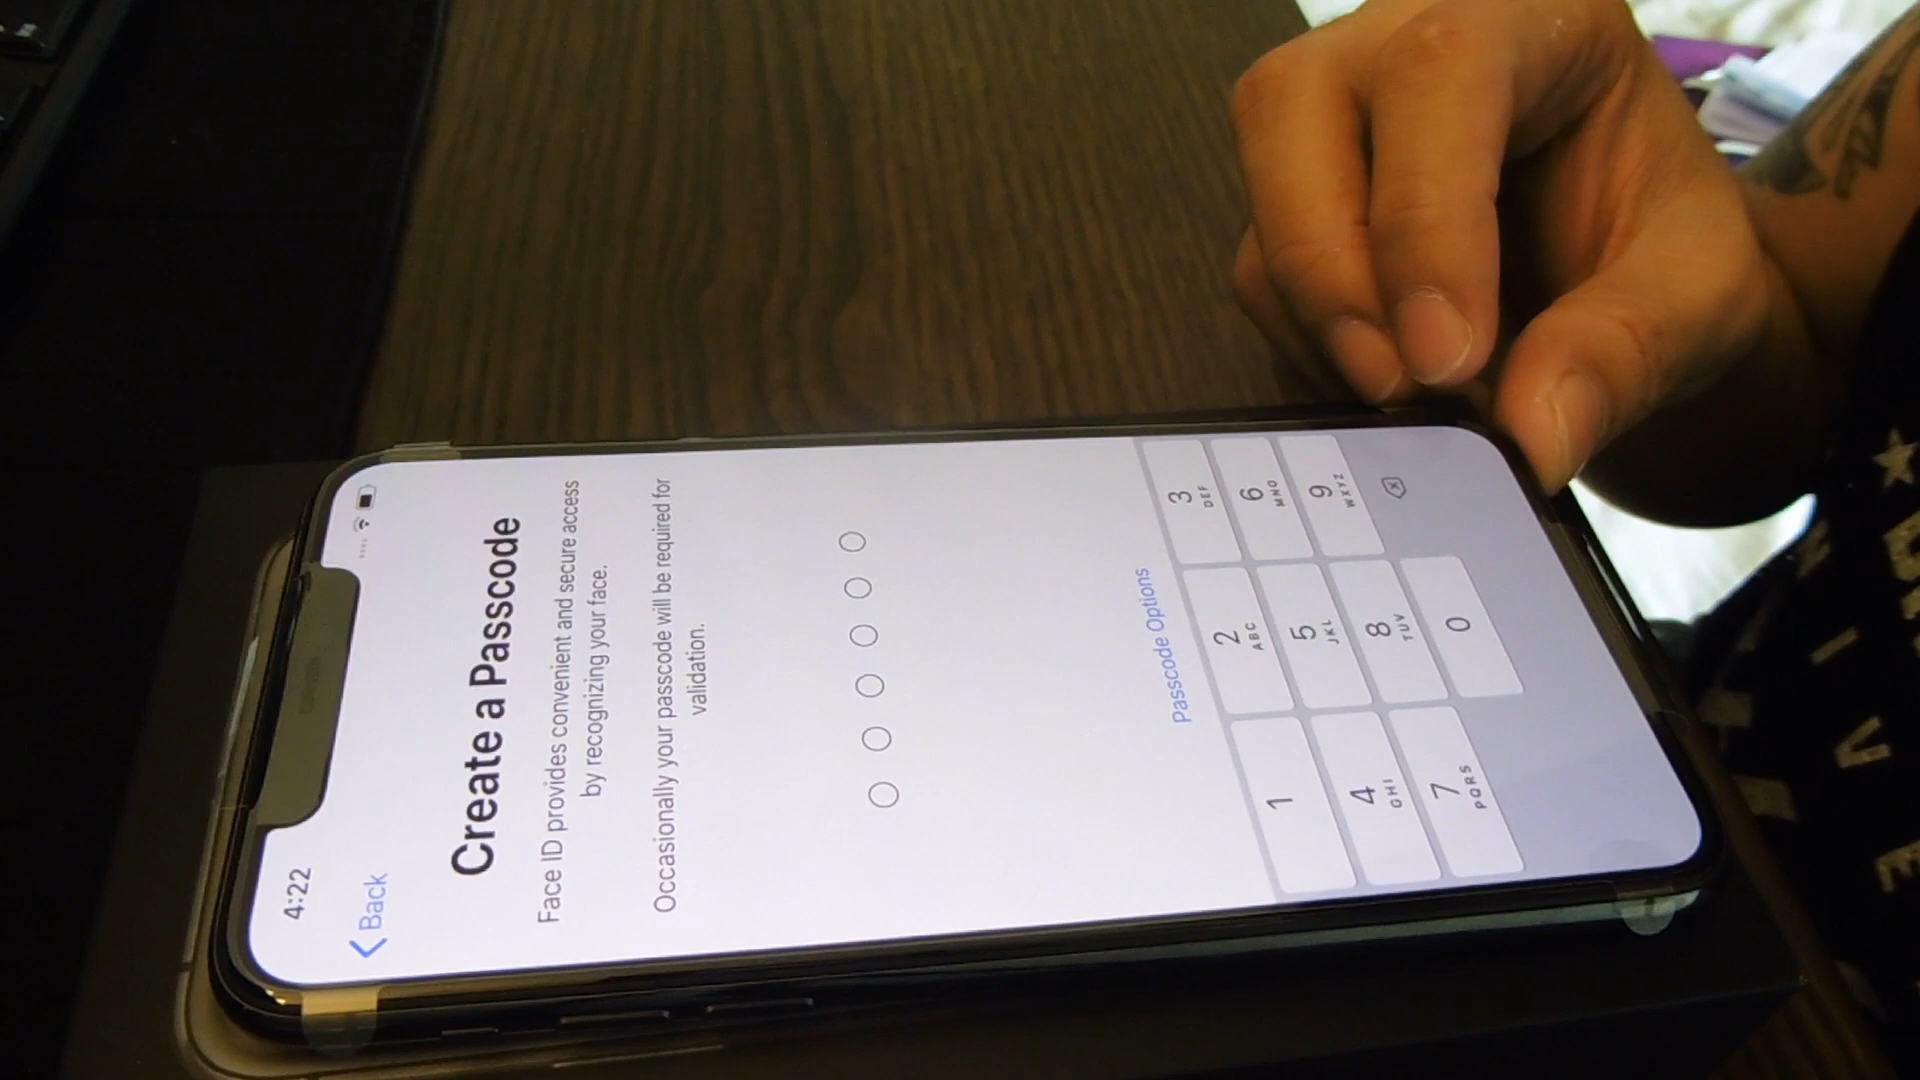 4:22
Back
Create a Passcode
Face ID provides convenient and secure access
by recognizing your face.
Occasionally your passcode will be required for
validation.
Passcode Options
1
2
ABC
3
DEF
4
GHI
5
JKL
6
MNO
7
PQRS
8
TUV
9
WXYZ
0